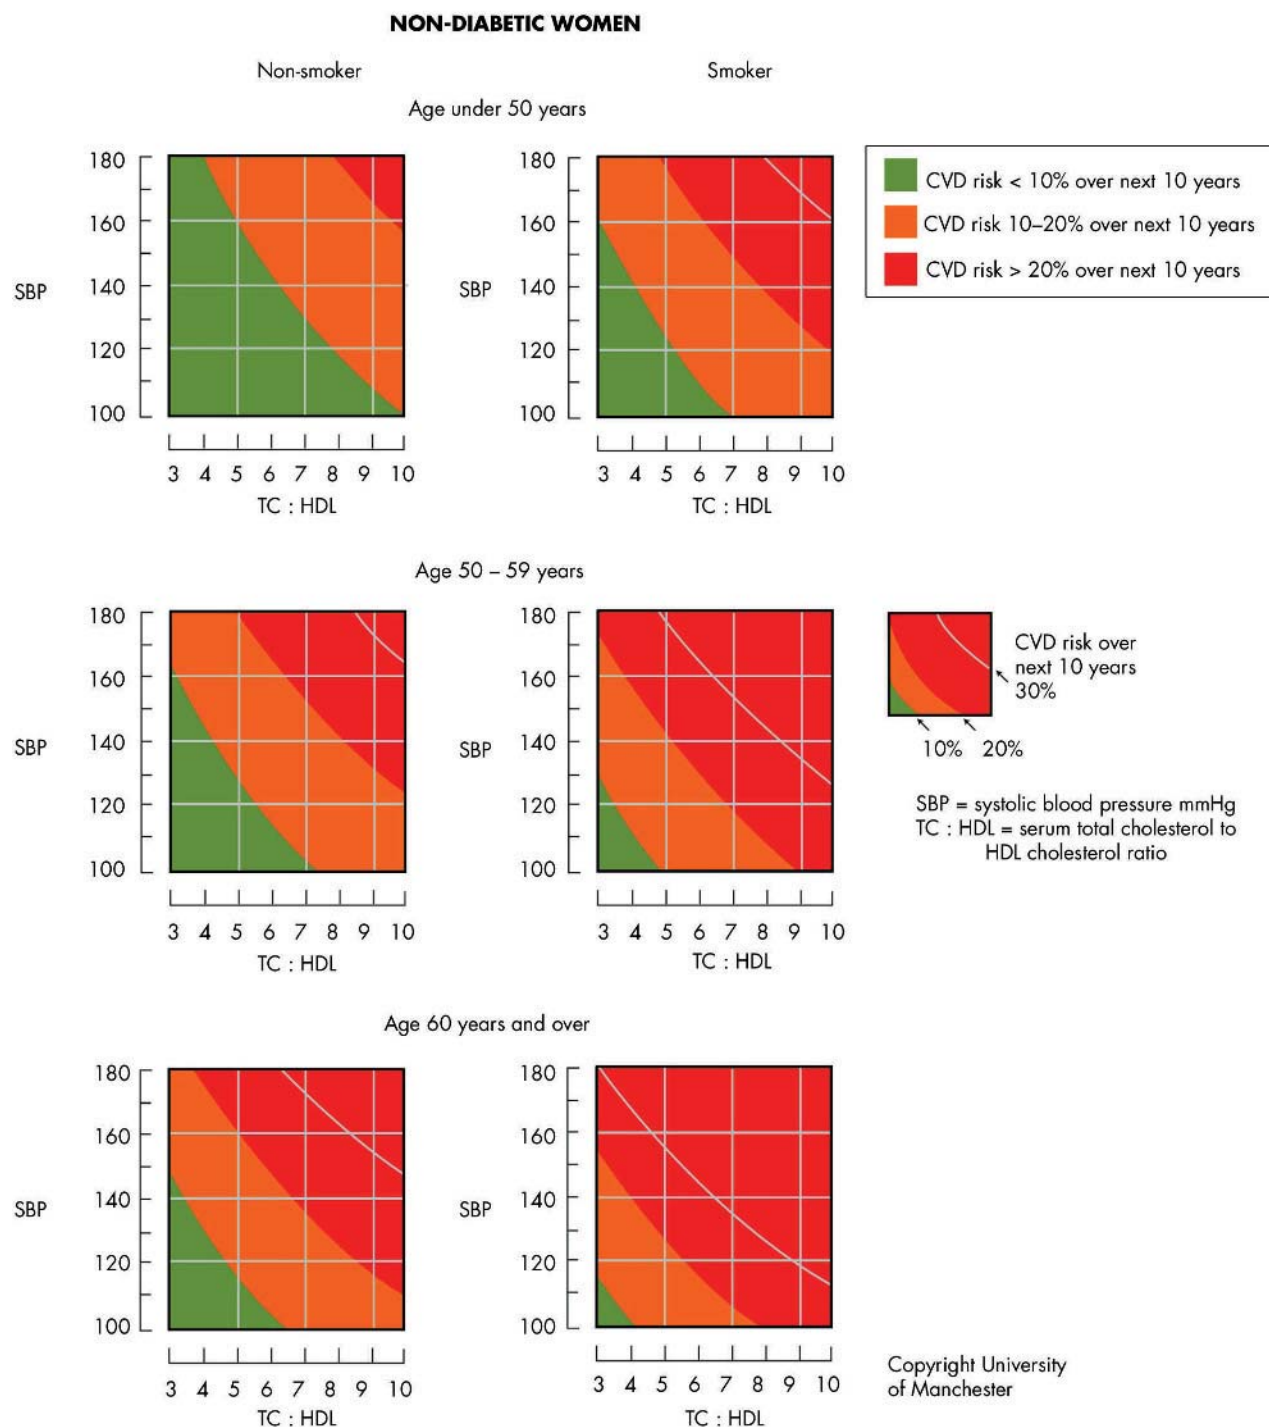 NON-DIABETIC WOMEN
Non-smoker
Smoker
Age under 50 years
180
160
140
120
100
SBP
3 4 5 6 7 8 9 10
TC : HDL
180
160
140
120
100
SBP
3 4 5 6 7 8 9 10
TC : HDL
CVD risk < 10% over next 10 years
CVD risk 10–20% over next 10 years
CVD risk > 20% over next 10 years
Age 50 – 59 years
180
160
140
120
100
SBP
3 4 5 6 7 8 9 10
TC : HDL
180
160
140
120
100
SBP
3 4 5 6 7 8 9 10
TC : HDL
CVD risk over
next 10 years
30%
10% 20%
SBP = systolic blood pressure mmHg
TC : HDL = serum total cholesterol to
HDL cholesterol ratio
Age 60 years and over
180
160
140
120
100
SBP
3 4 5 6 7 8 9 10
TC : HDL
180
160
140
120
100
SBP
3 4 5 6 7 8 9 10
TC : HDL
Copyright University
of Manchester